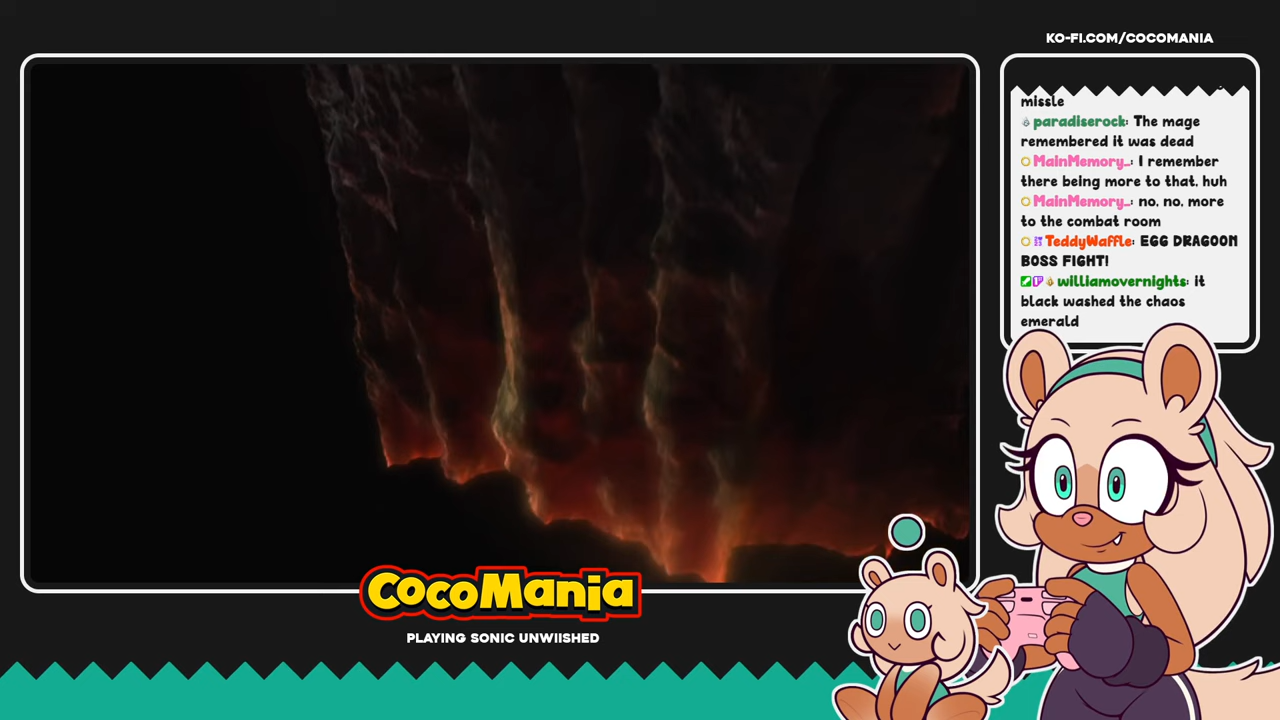 KO-FI.COM/COCOMANIA
missle
paradiserock: The mage
remembered it was dead
MainMemory_: I remember
there being more to that, huh
MainMemory_: no, no, more
to the combat room
TeddyWaffle: EGG DRAGOON
BOSS FIGHT!
williamovernights: it
black washed the chaos
emerald
CocoMania
PLAYING SONIC UNWIISHED